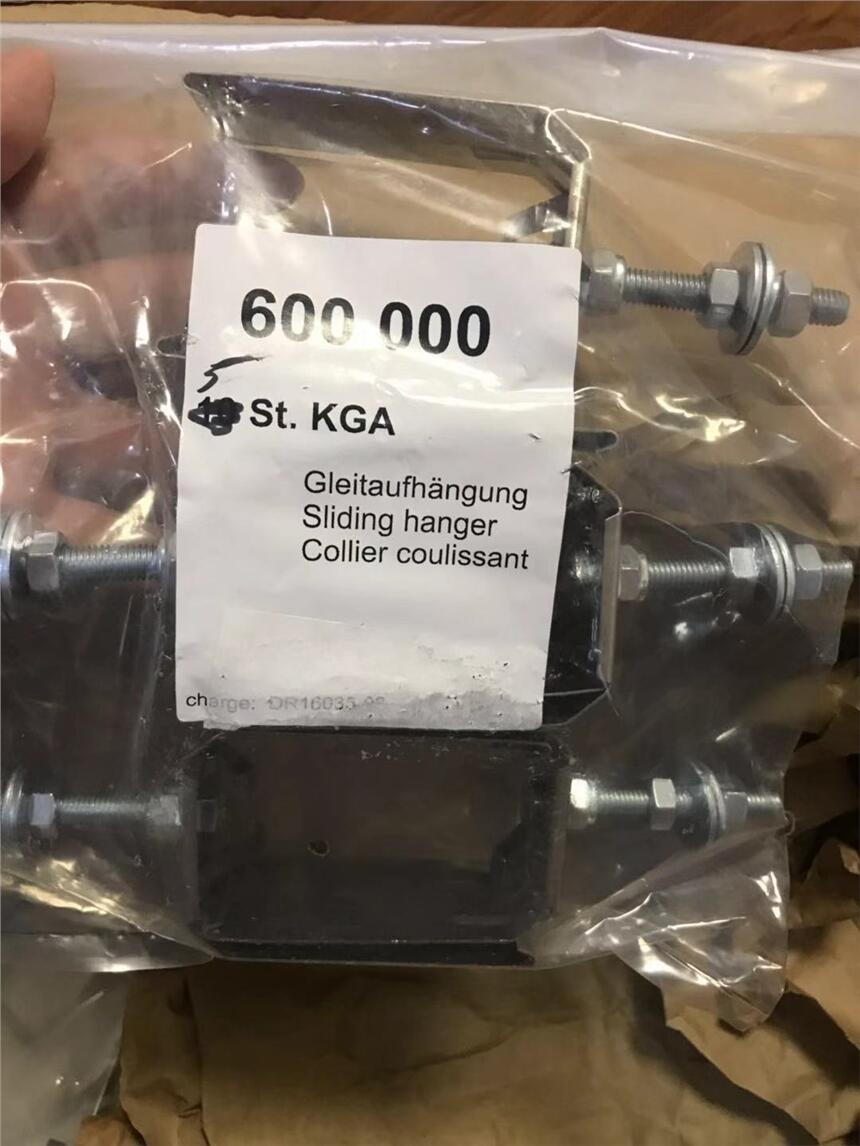 600 000
5
St. KGA
Gleitaufhängung
Sliding hanger
Collier coulissant
charge: DR16035